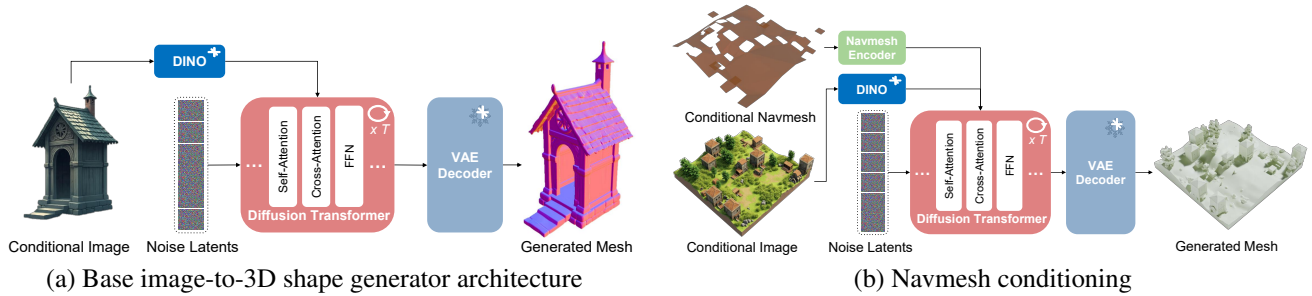 DINO
Self-Attention
Cross-Attention
FFN
...
...
x T
Diffusion Transformer
VAE
Decoder
Conditional Image
Noise Latents
Generated Mesh
(a) Base image-to-3D shape generator architecture
Navmesh
Encoder
DINO
Conditional Navmesh
Self-Attention
Cross-Attention
FFN
...
...
x T
Diffusion Transformer
VAE
Decoder
Conditional Image
Noise Latents
Generated Mesh
(b) Navmesh conditioning